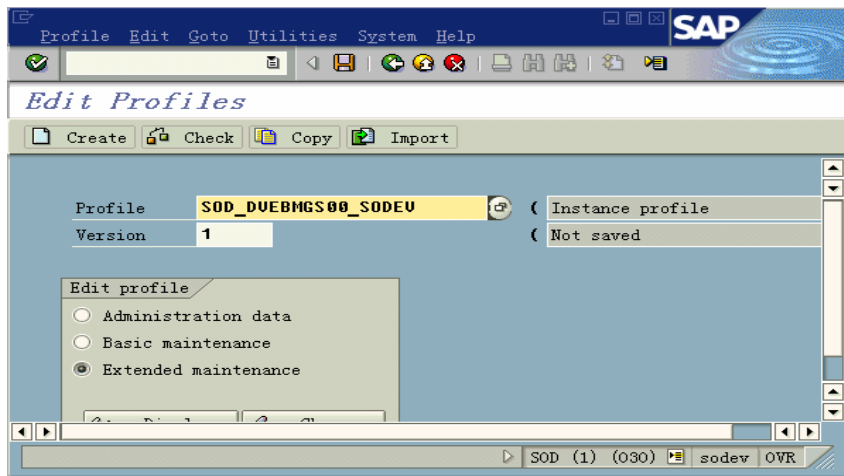 Profile Edit Goto Utilities System Help
SAP
Edit Profiles
Create Check Copy Import
Profile SOD_DVEBMGS00_SODEV ( Instance profile
Version 1 ( Not saved
Edit profile
Administration data
Basic maintenance
Extended maintenance
SOD (1) (030) sodev OVR